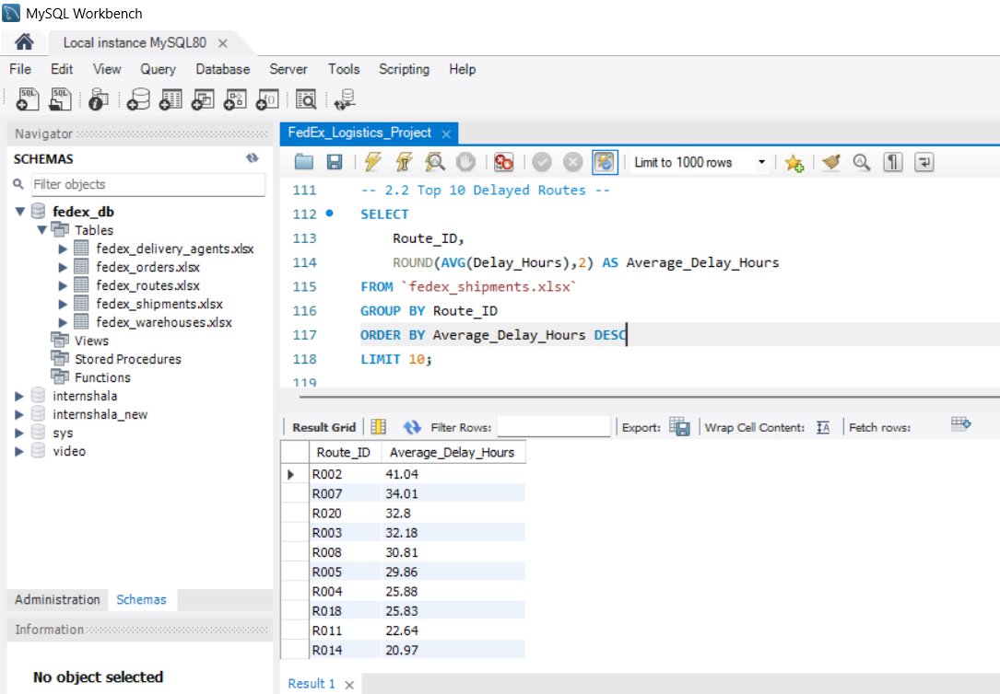 MySQL Workbench
Local instance MySQL80
File Edit View Query Database Server Tools Scripting Help
Navigator
SCHEMAS
Filter objects
fedex_db
Tables
fedex_delivery_agents.xlsx
fedex_orders.xlsx
fedex_routes.xlsx
fedex_shipments.xlsx
fedex_warehouses.xlsx
Views
Stored Procedures
Functions
internshala
internshala_new
sys
video
Administration Schemas
Information
No object selected
FedEx_Logistics_Project
Limit to 1000 rows
111 -- 2.2 Top 10 Delayed Routes --
112 SELECT
113 Route_ID,
114 ROUND(AVG(Delay_Hours),2) AS Average_Delay_Hours
115 FROM `fedex_shipments.xlsx`
116 GROUP BY Route_ID
117 ORDER BY Average_Delay_Hours DESC
118 LIMIT 10;
119
Result Grid Filter Rows: Export: Wrap Cell Content: Fetch rows:
Route_ID Average_Delay_Hours
R002 41.04
R007 34.01
R020 32.8
R003 32.18
R008 30.81
R005 29.86
R004 25.88
R018 25.83
R011 22.64
R014 20.97
Result 1